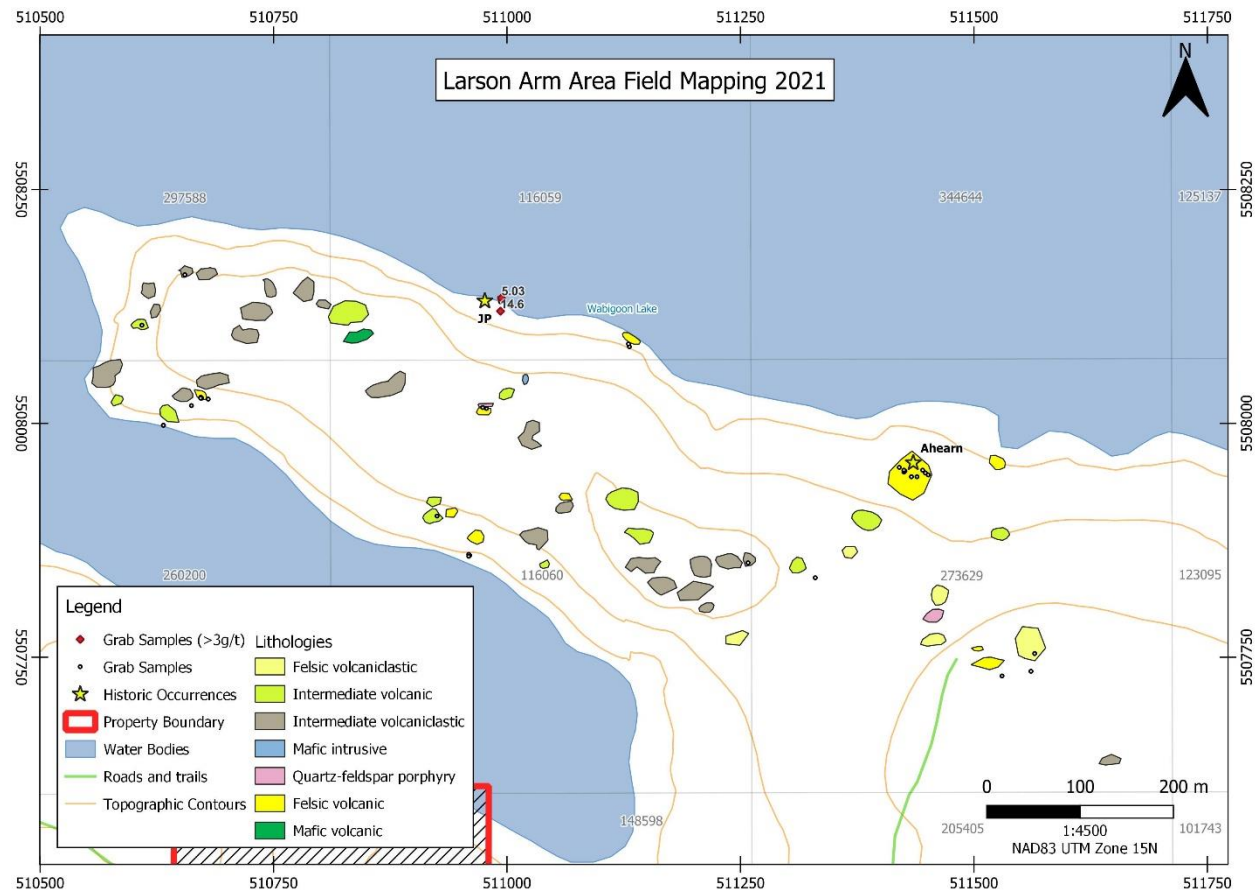 510500 510750 511000 511250 511500 511750
Larson Arm Area Field Mapping 2021
N
5508250 5508250
297588 116059 344644 125137
5.03
14.6
JP
Wabigoon Lake
5508000 5508000
Ahearn
260200 116060 273629 123095
5507750 5507750
Legend
Grab Samples (>3g/t)
Grab Samples
Historic Occurrences
Property Boundary
Water Bodies
Roads and trails
Topographic Contours
Lithologies
Felsic volcaniclastic
Intermediate volcanic
Intermediate volcaniclastic
Mafic intrusive
Quartz-feldspar porphyry
Felsic volcanic
Mafic volcanic
148598
0 100 200 m
205405 1:4500 101743
NAD83 UTM Zone 15N
510500 510750 511000 511250 511500 511750